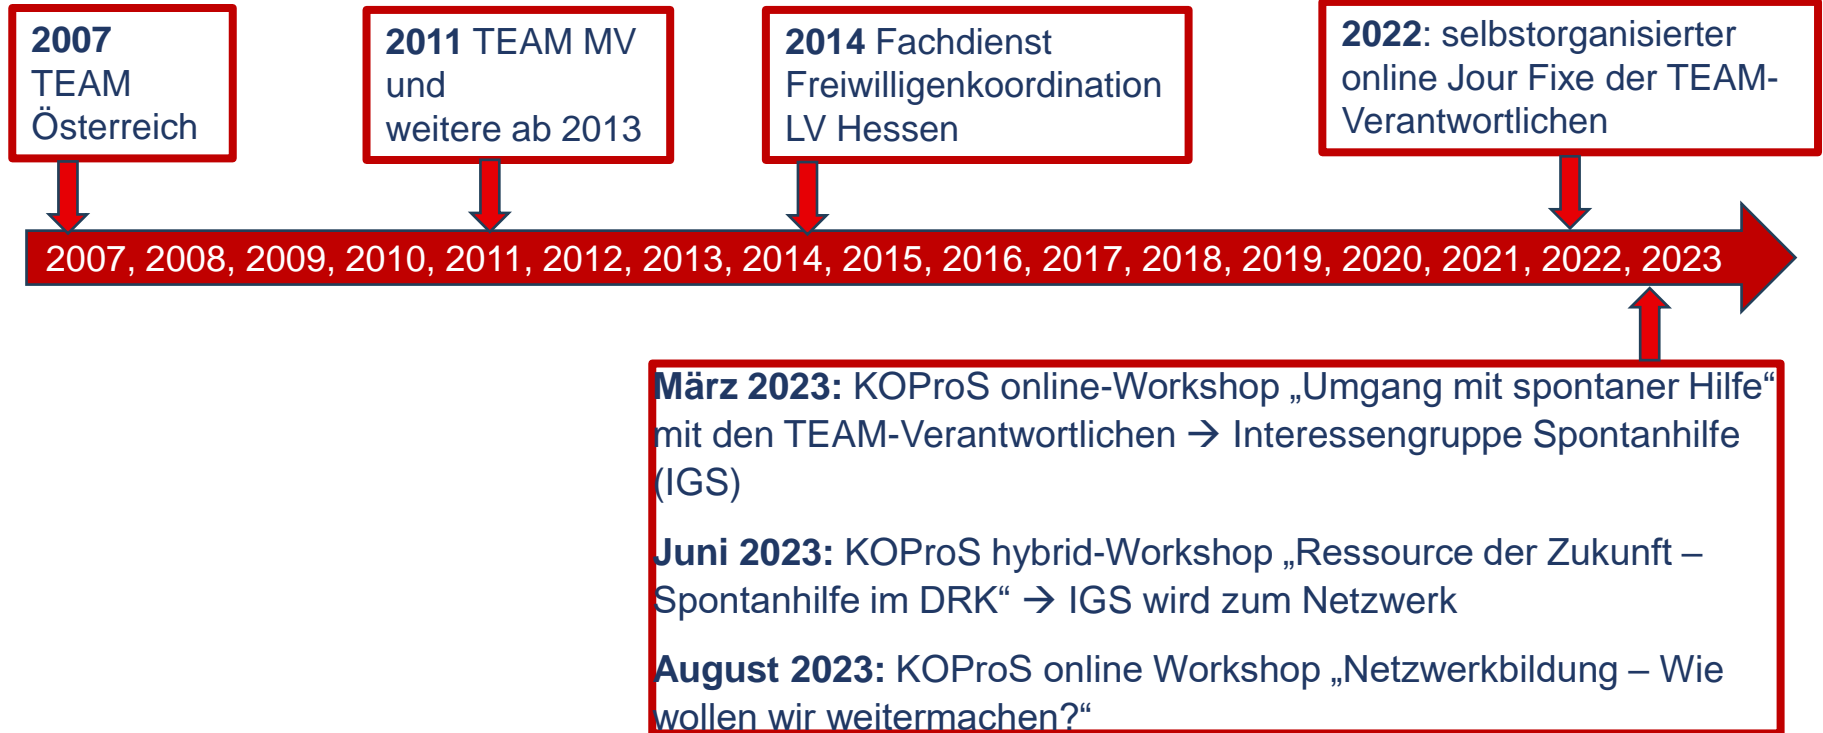 2007
TEAM
Österreich
2011 TEAM MV
und
weitere ab 2013
2014 Fachdienst
Freiwilligenkoordination
LV Hessen
2022: selbstorganisierter
online Jour Fixe der TEAM-
Verantwortlichen
2007, 2008, 2009, 2010, 2011, 2012, 2013, 2014, 2015, 2016, 2017, 2018, 2019, 2020, 2021, 2022, 2023
März 2023: KOProS online-Workshop „Umgang mit spontaner Hilfe“
mit den TEAM-Verantwortlichen → Interessengruppe Spontanhilfe
(IGS)
Juni 2023: KOProS hybrid-Workshop „Ressource der Zukunft –
Spontanhilfe im DRK“ → IGS wird zum Netzwerk
August 2023: KOProS online Workshop „Netzwerkbildung – Wie
wollen wir weitermachen?“